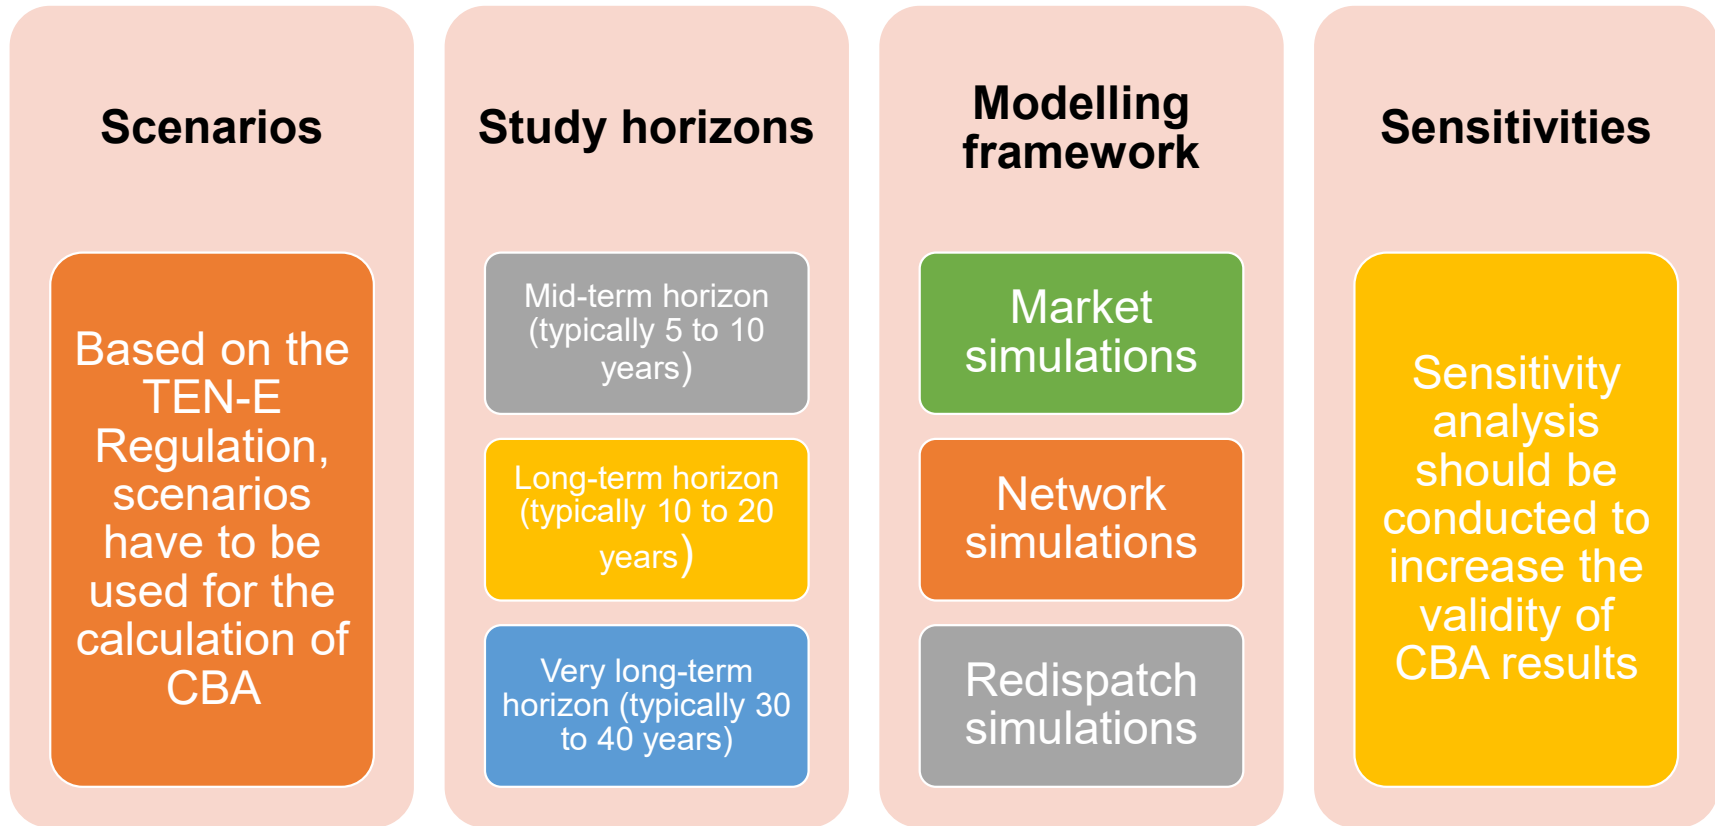 Scenarios
Based on the
TEN-E
Regulation,
scenarios
have to be
used for the
calculation of
CBA
Study horizons
Mid-term horizon
(typically 5 to 10
years)
Long-term horizon
(typically 10 to 20
years)
Very long-term
horizon (typically 30
to 40 years)
Modelling
framework
Market
simulations
Network
simulations
Redispatch
simulations
Sensitivities
Sensitivity
analysis
should be
conducted to
increase the
validity of
CBA results